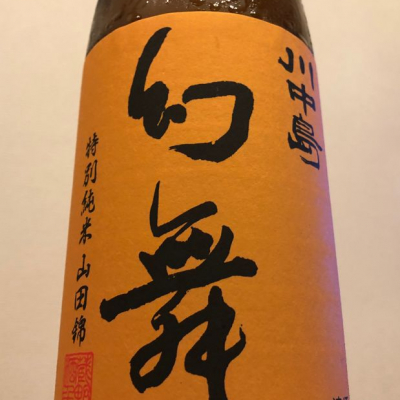 川中島
幻舞
特別純米 山田錦